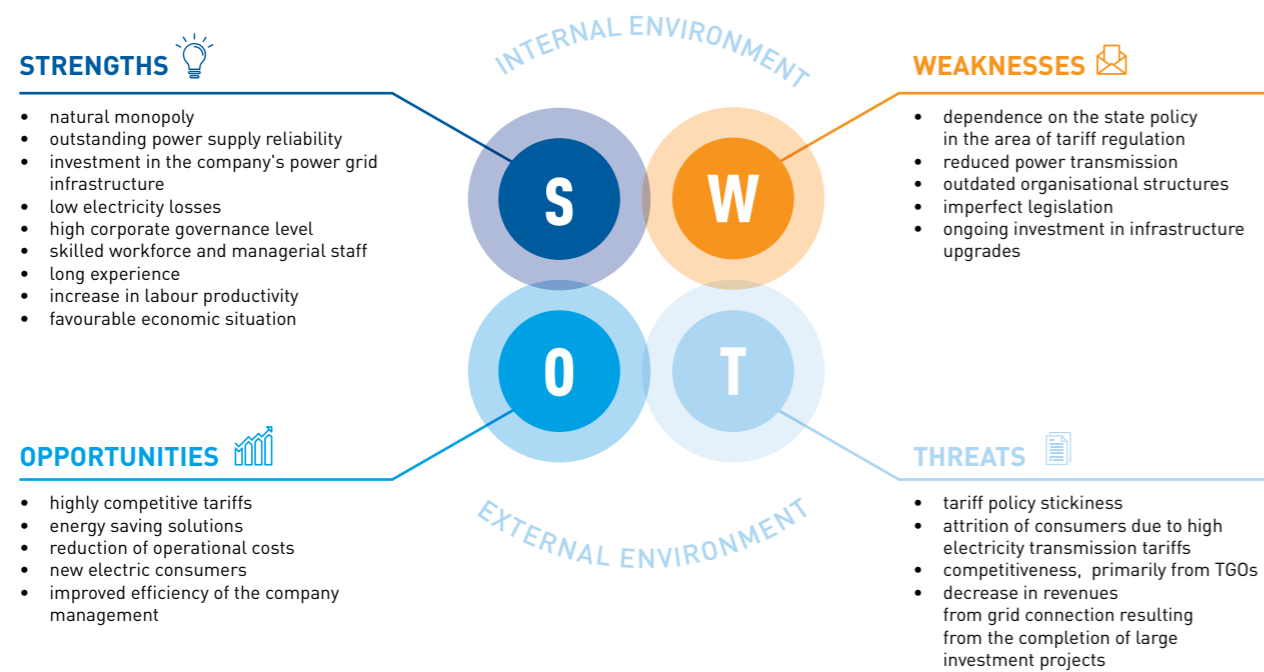 INTERNAL ENVIRONMENT
STRENGTHS
• natural monopoly
• outstanding power supply reliability
• investment in the company's power grid
infrastructure
• low electricity losses
• high corporate governance level
• skilled workforce and managerial staff
• long experience
• increase in labour productivity
• favourable economic situation
WEAKNESSES
• dependence on the state policy
in the area of tariff regulation
• reduced power transmission
• outdated organisational structures
• imperfect legislation
• ongoing investment in infrastructure
upgrades
S
W
O
T
OPPORTUNITIES
• highly competitive tariffs
• energy saving solutions
• reduction of operational costs
• new electric consumers
• improved efficiency of the company
management
THREATS
• tariff policy stickiness
• attrition of consumers due to high
electricity transmission tariffs
• competitiveness, primarily from TGOs
• decrease in revenues
from grid connection resulting
from the completion of large
investment projects
EXTERNAL ENVIRONMENT